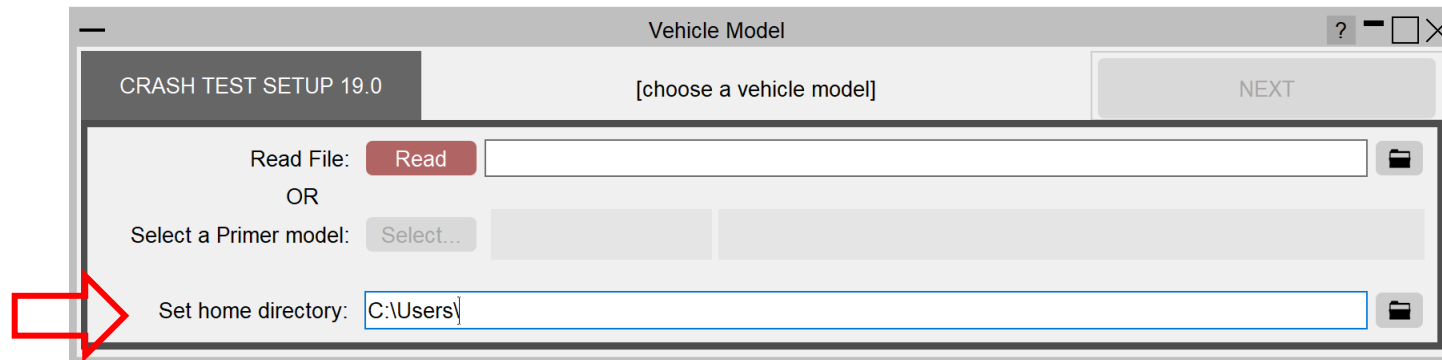 Vehicle Model ?
CRASH TEST SETUP 19.0 [choose a vehicle model] NEXT
Read File: Read
OR
Select a Primer model: Select...
Set home directory: C:\Users\